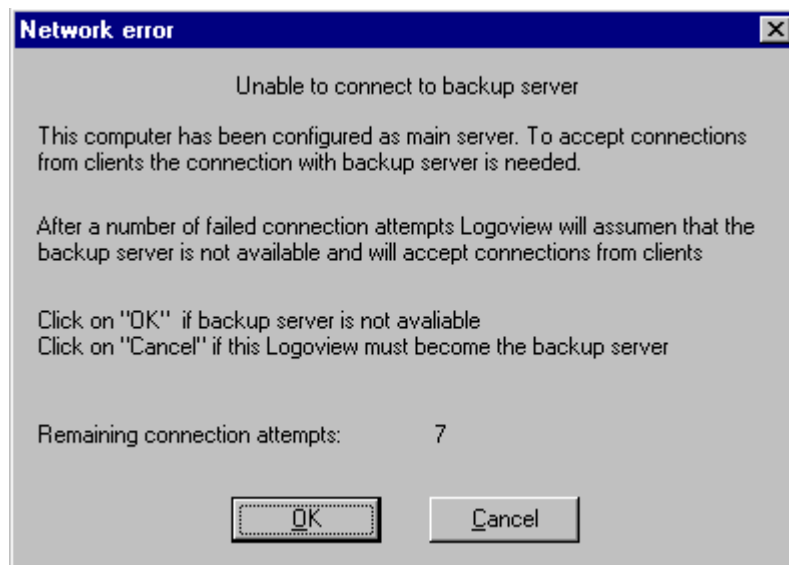 Network error
Unable to connect to backup server
This computer has been configured as main server. To accept connections
from clients the connection with backup server is needed.
After a number of failed connection attempts Logoview will assumen that the
backup server is not available and will accept connections from clients
Click on "OK"  if backup server is not avaliable
Click on "Cancel" if this Logoview must become the backup server
Remaining connection attempts: 7
OK Cancel